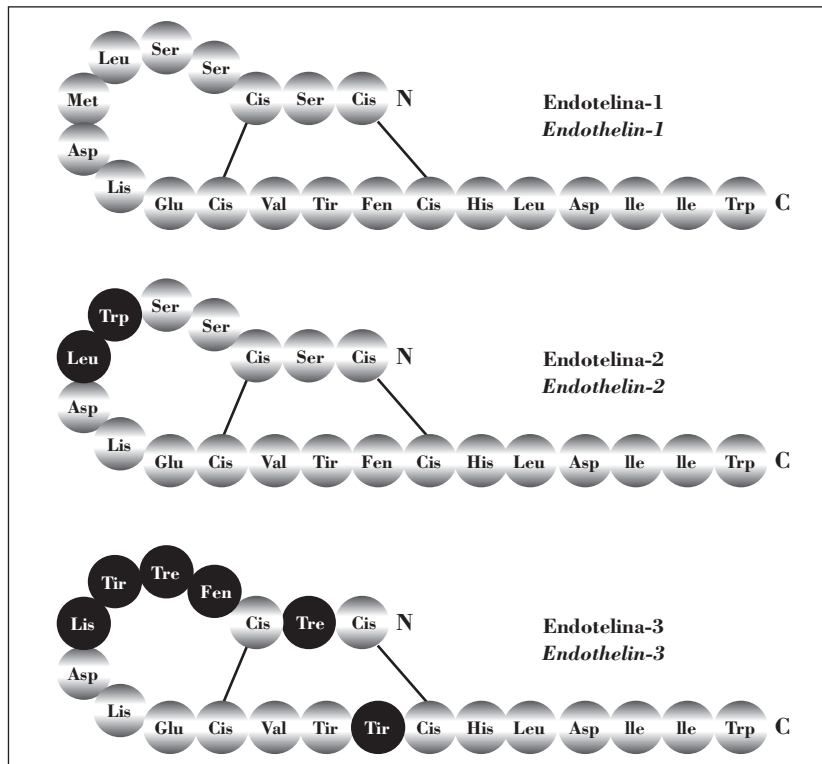 Leu Ser Ser
Met Cis Ser Cis N
Asp
Lis Glu Cis Val Tir Fen Cis His Leu Asp Ile Ile Trp C
Endotelina-1
Endothelin-1
Trp Ser Ser
Leu Cis Ser Cis N
Asp
Lis Glu Cis Val Tir Fen Cis His Leu Asp Ile Ile Trp C
Endotelina-2
Endothelin-2
Tir Tre Fen
Lis Cis Tre Cis N
Asp
Lis Glu Cis Val Tir Tir Cis His Leu Asp Ile Ile Trp C
Endotelina-3
Endothelin-3